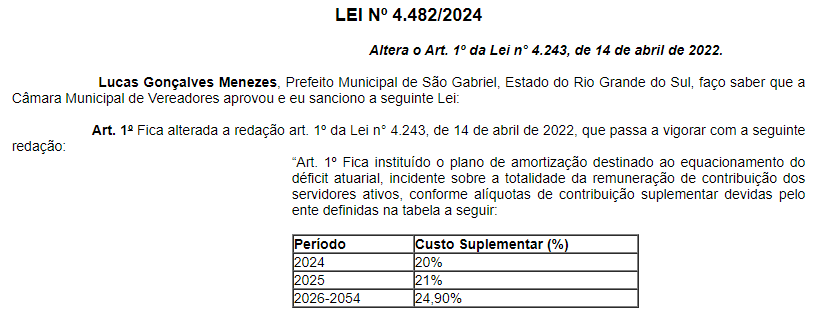 LEI Nº 4.482/2024
Altera o Art. 1º da Lei n° 4.243, de 14 de abril de 2022.
Lucas Gonçalves Menezes, Prefeito Municipal de São Gabriel, Estado do Rio Grande do Sul, faço saber que a
Câmara Municipal de Vereadores aprovou e eu sanciono a seguinte Lei:
Art. 1º Fica alterada a redação art. 1º da Lei n° 4.243, de 14 de abril de 2022, que passa a vigorar com a seguinte
redação:
“Art. 1º Fica instituído o plano de amortização destinado ao equacionamento do
déficit atuarial, incidente sobre a totalidade da remuneração de contribuição dos
servidores ativos, conforme alíquotas de contribuição suplementar devidas pelo
ente definidas na tabela a seguir:
Período Custo Suplementar (%)
2024 20%
2025 21%
2026-2054 24,90%